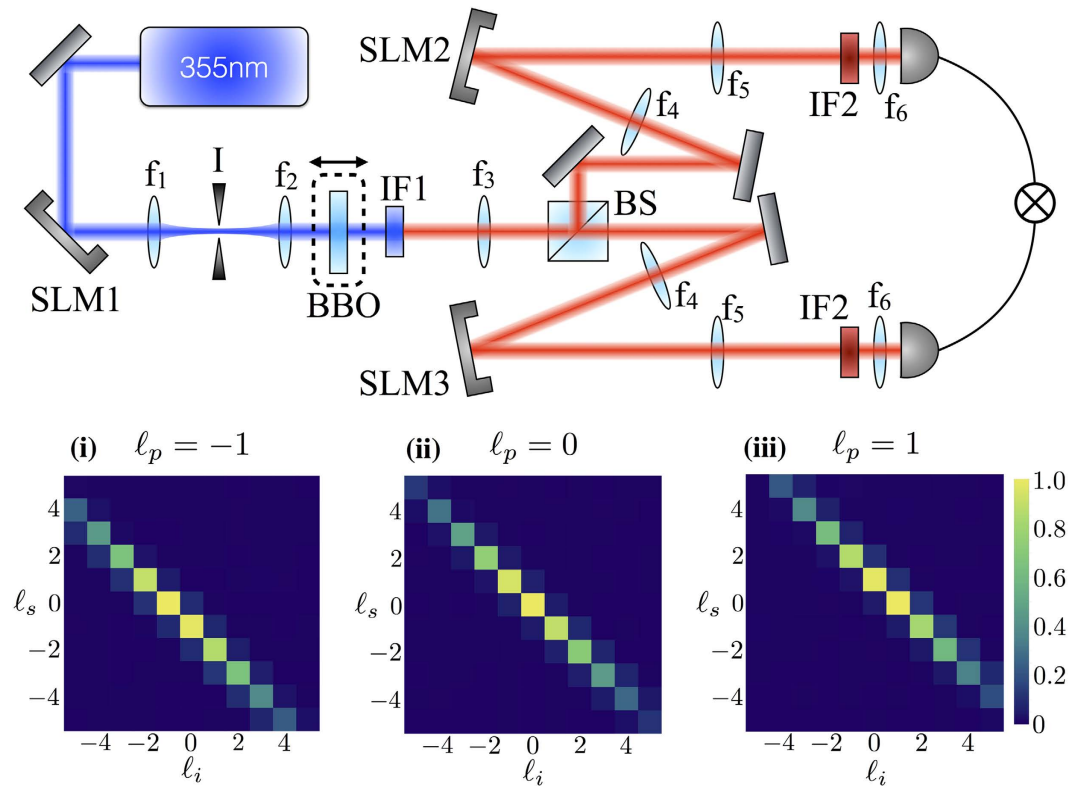 355nm
SLM2
f₅
IF2
f₆
f₄
I
f₁
f₂
IF1
f₃
BS
SLM1
BBO
f₄
f₅
IF2
f₆
SLM3
(i) ℓₚ = −1
(ii) ℓₚ = 0
(iii) ℓₚ = 1
4
2
0
−2
−4
ℓₛ
−4 −2 0 2 4
ℓᵢ
4
2
0
−2
−4
ℓₛ
−4 −2 0 2 4
ℓᵢ
4
2
0
−2
−4
ℓₛ
−4 −2 0 2 4
ℓᵢ
1.0
0.8
0.6
0.4
0.2
0